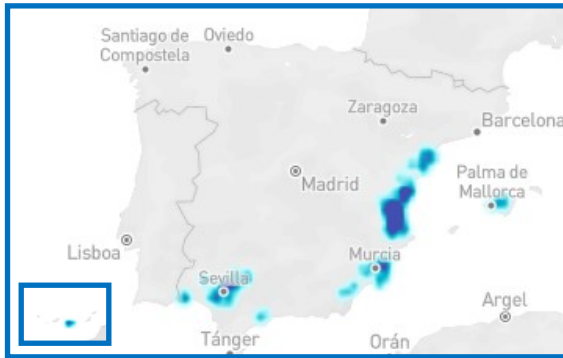 Santiago de
Compostela
Oviedo
Zaragoza
Barcelona
Madrid
Palma de
Mallorca
Lisboa
Murcia
Sevilla
Argel
Tánger
Orán